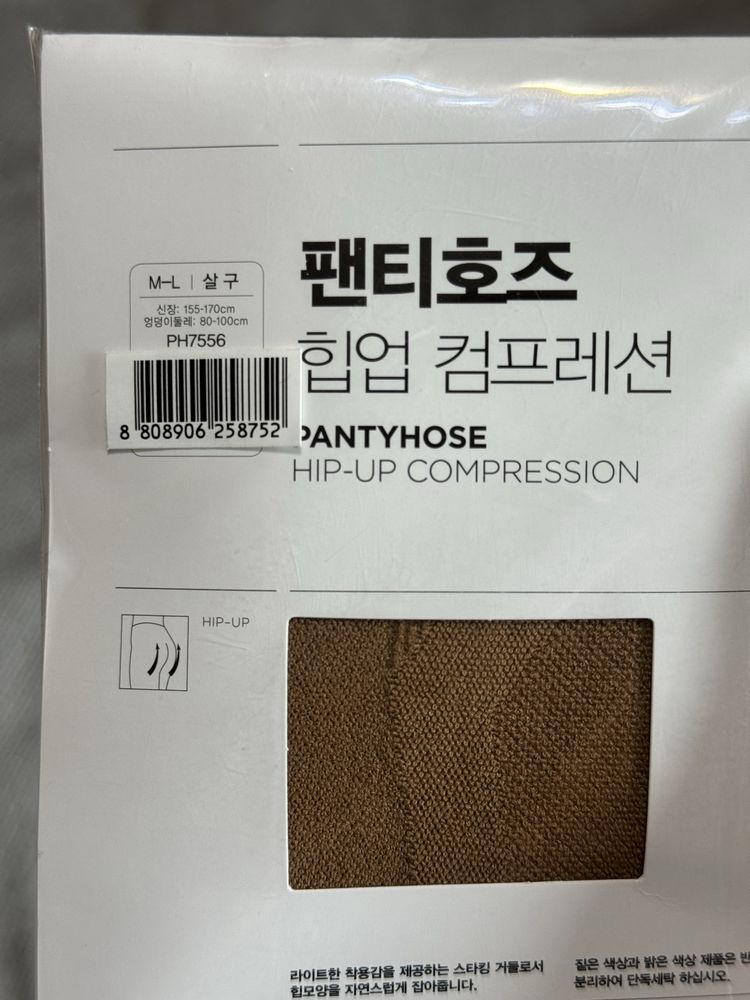 팬티호즈
힙업 컴프레션
PANTYHOSE
HIP-UP COMPRESSION
M-L | 살구
신장: 155-170cm
엉덩이둘레: 80-100cm
PH7556
8 808906 258752
HIP-UP
라이트한 착용감을 제공하는 스타킹 거들로서
힙모양을 자연스럽게 잡아줍니다.
짙은 색상과 밝은 색상 제품은
분리하여 단독세탁 하십시오.